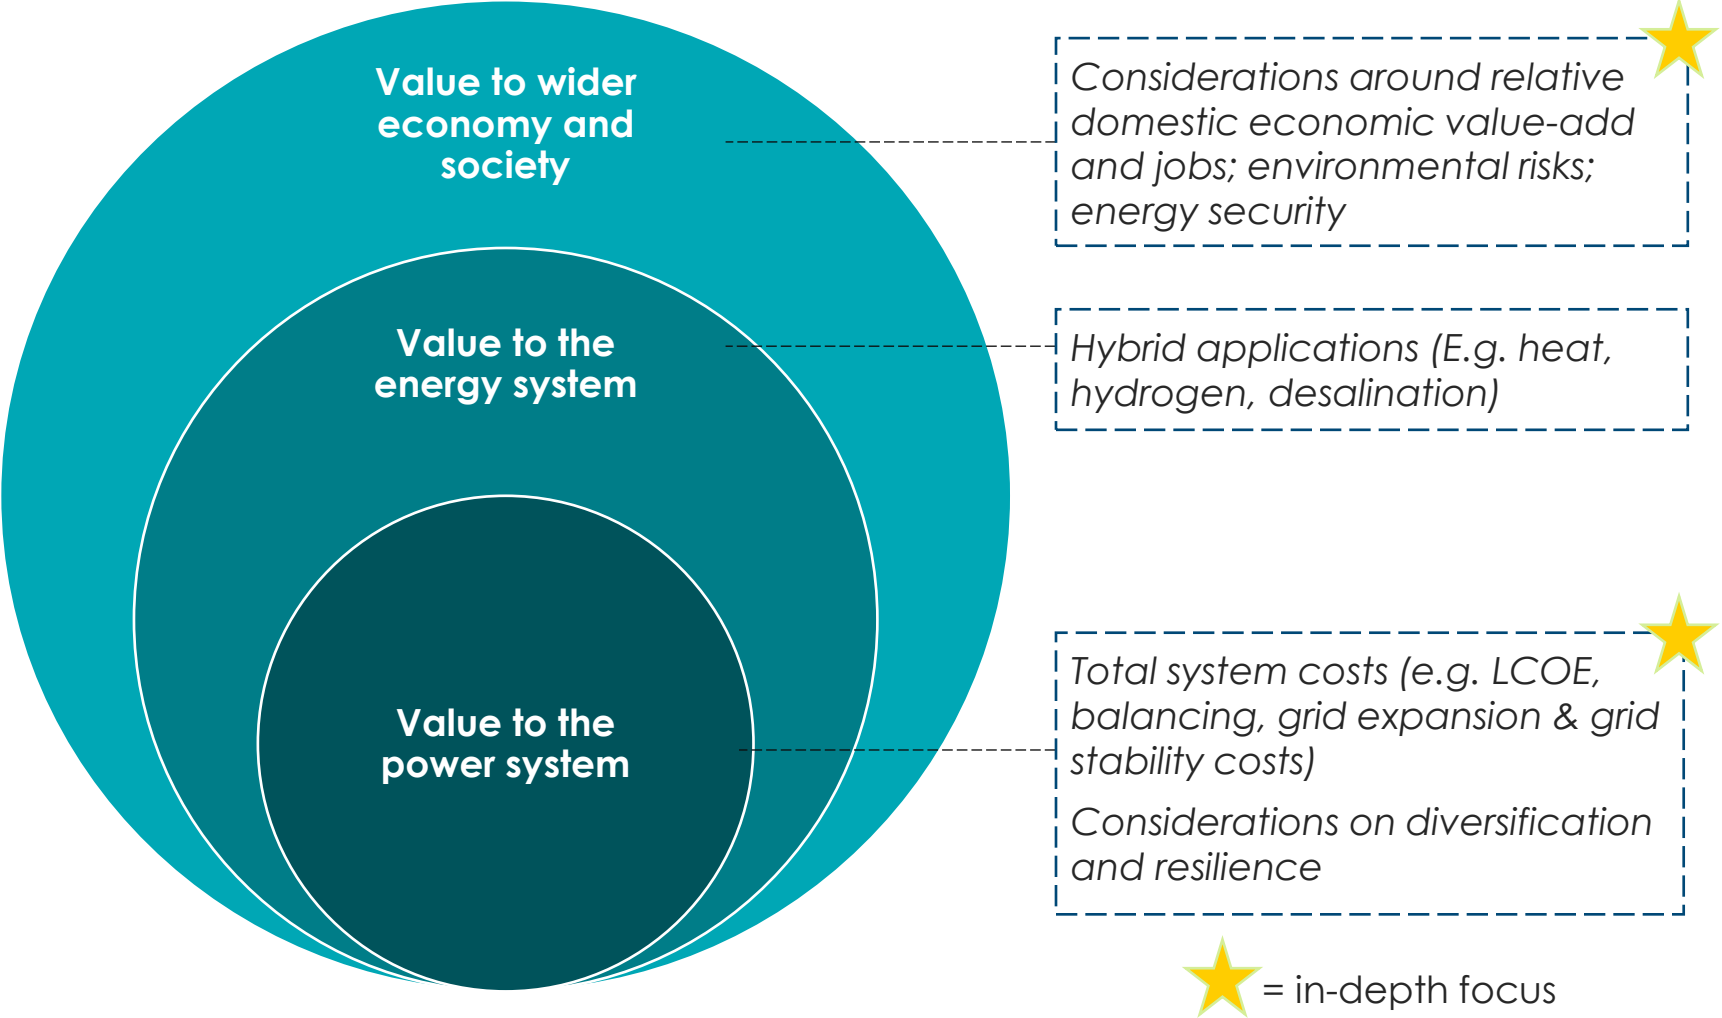 Value to wider
economy and
society
Considerations around relative
domestic economic value-add
and jobs; environmental risks;
energy security
Value to the
energy system
Hybrid applications (E.g. heat,
hydrogen, desalination)
Value to the
power system
Total system costs (e.g. LCOE,
balancing, grid expansion & grid
stability costs)
Considerations on diversification
and resilience
= in-depth focus